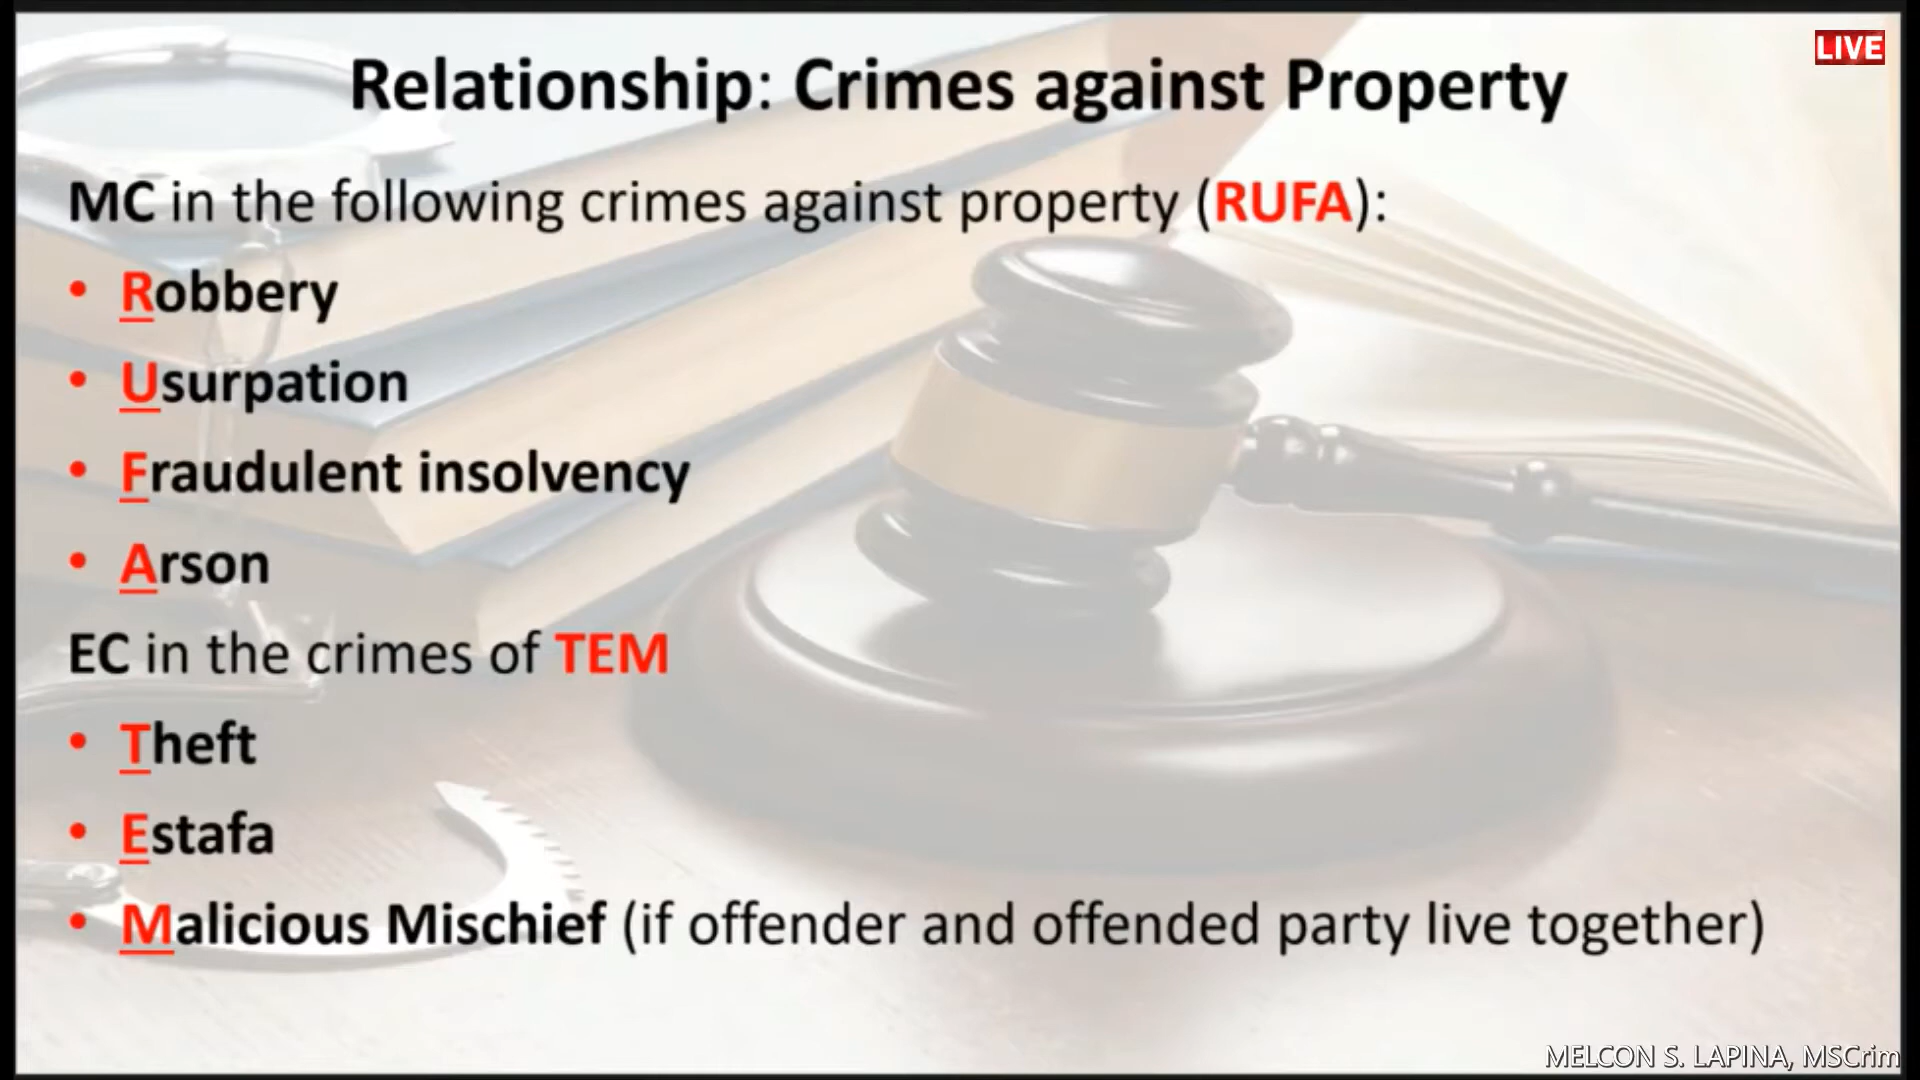 LIVE
Relationship: Crimes against Property
MC in the following crimes against property (RUFA):
• Robbery
• Usurpation
• Fraudulent insolvency
• Arson
EC in the crimes of TEM
• Theft
• Estafa
• Malicious Mischief (if offender and offended party live together)
MELCON S. LAPINA, MSCrim